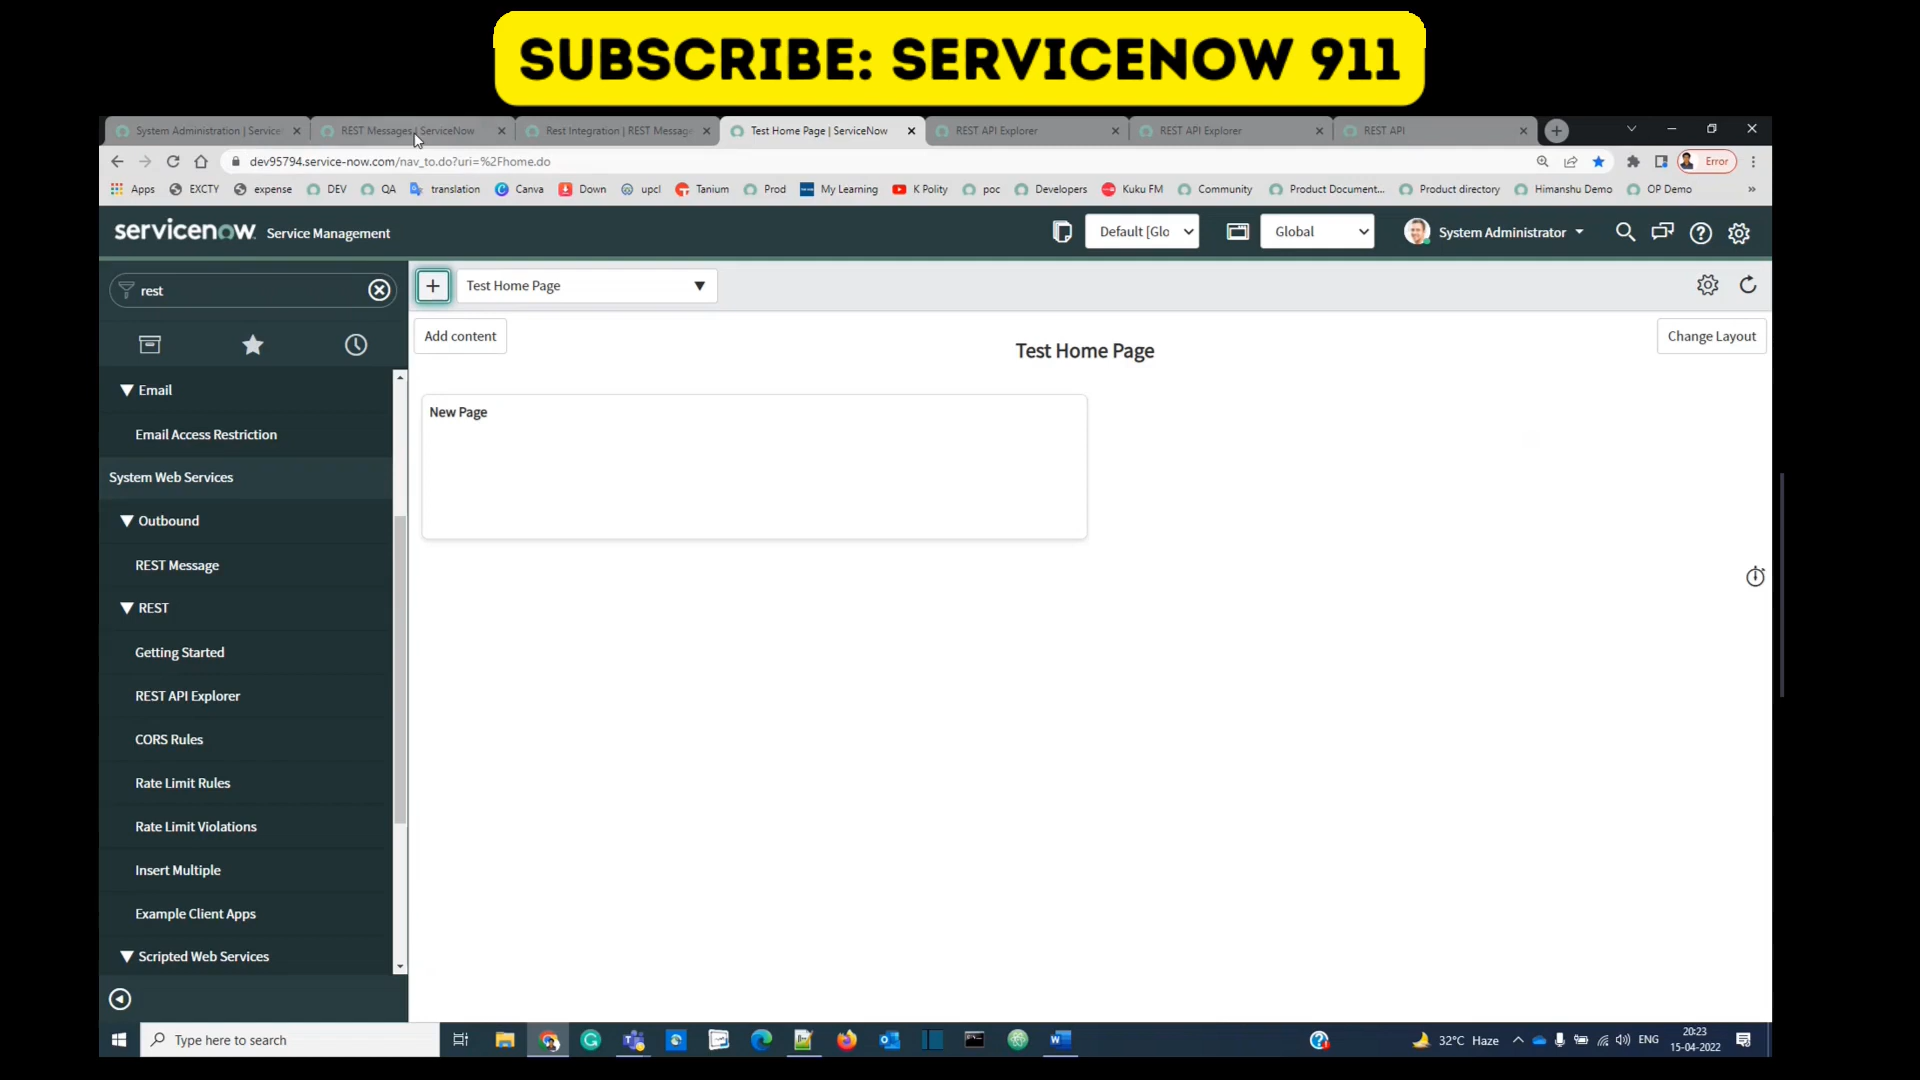 SUBSCRIBE: SERVICENOW 911
System Administration | Service
REST Messages | ServiceNow
Rest Integration | REST Message
Test Home Page | ServiceNow
REST API Explorer
REST API Explorer
REST API
dev95794.service-now.com/nav_to.do?uri=%2Fhome.do
Error
Apps EXCTY expense DEV QA translation Canva Down upcl Tanium Prod My Learning K Polity poc Developers Kuku FM Community Product Document... Product directory Himanshu Demo OP Demo »
servicenow. Service Management
Default [Glo
Global
System Administrator
rest
Test Home Page
Add content
Test Home Page
Change Layout
New Page
Email
Email Access Restriction
System Web Services
Outbound
REST Message
REST
Getting Started
REST API Explorer
CORS Rules
Rate Limit Rules
Rate Limit Violations
Insert Multiple
Example Client Apps
Scripted Web Services
Type here to search
32°C Haze
ENG
20:23
15-04-2022